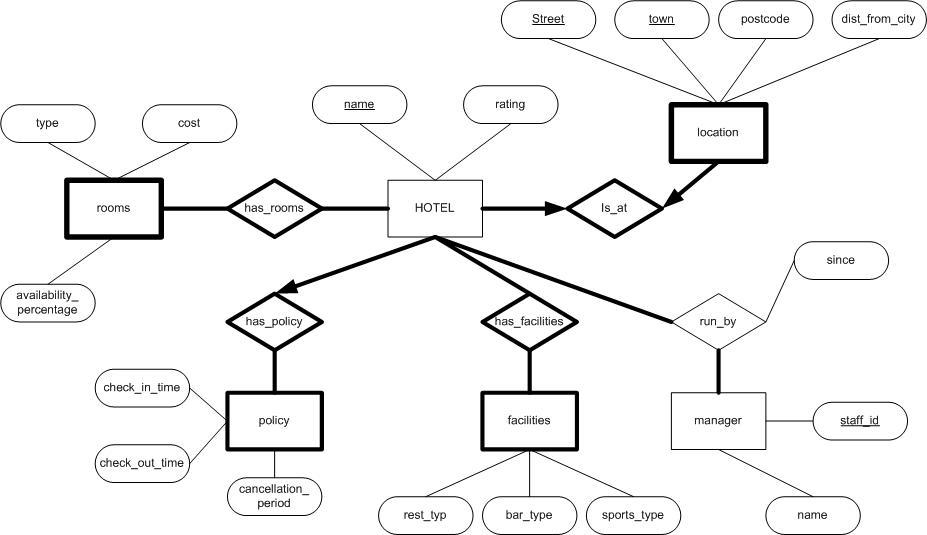 Street
town
postcode
dist_from_city
type
cost
name
rating
location
rooms
has_rooms
HOTEL
Is_at
since
availability_
percentage
has_policy
has_facilities
run_by
check_in_time
policy
facilities
manager
staff_id
check_out_time
cancellation_
period
rest_typ
bar_type
sports_type
name